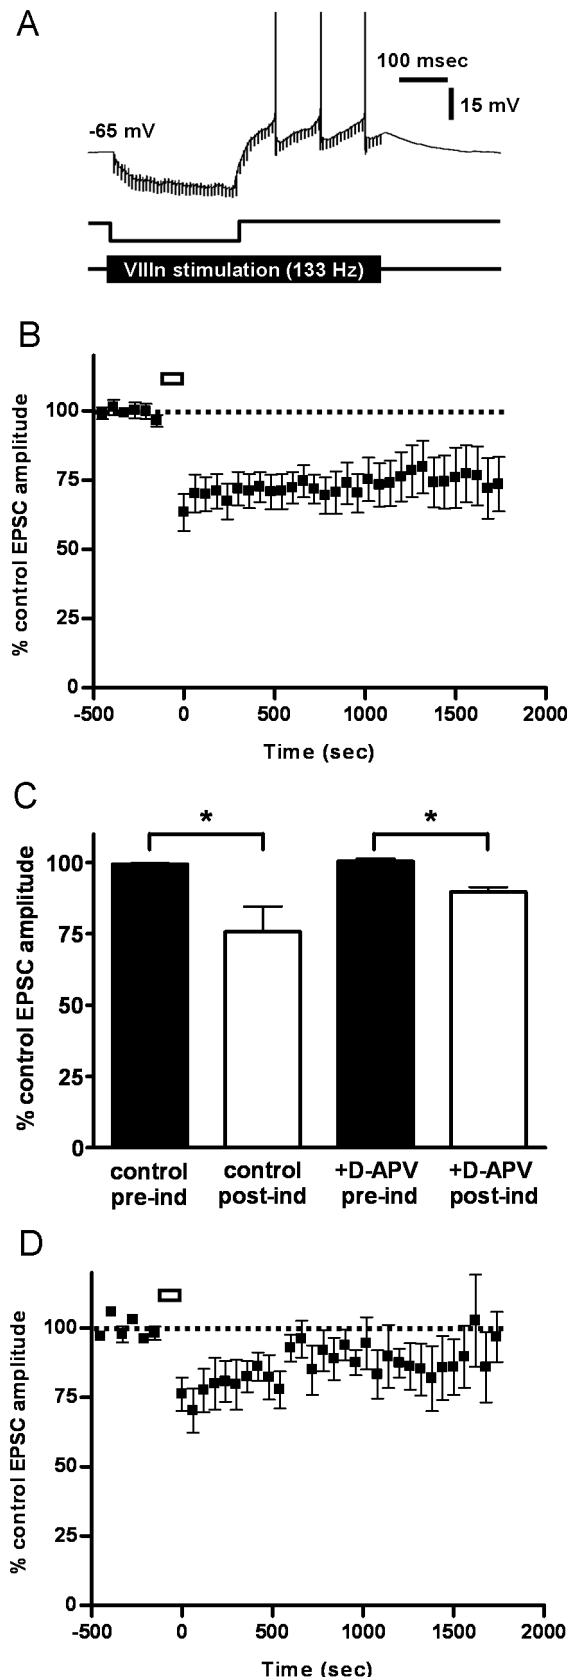 A
100 msec
15 mV
-65 mV
VIIIn stimulation (133 Hz)
B
% control EPSC amplitude
100
75
50
25
0
-500 0 500 1000 1500 2000
Time (sec)
C
% control EPSC amplitude
* *
100
75
50
25
0
control pre-ind
control post-ind
+D-APV pre-ind
+D-APV post-ind
D
% control EPSC amplitude
100
75
50
25
0
-500 0 500 1000 1500 2000
Time (sec)